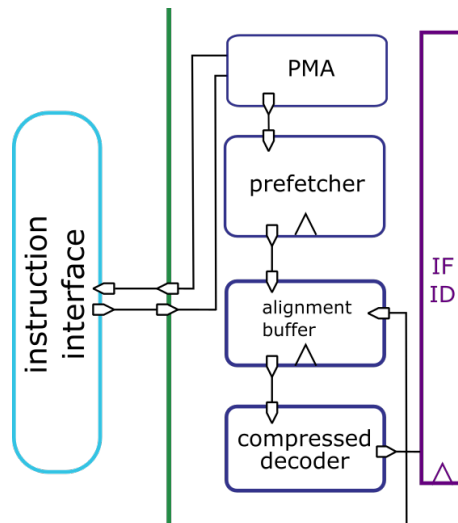 instruction
interface
PMA
prefetcher
alignment
buffer
compressed
decoder
IF
ID